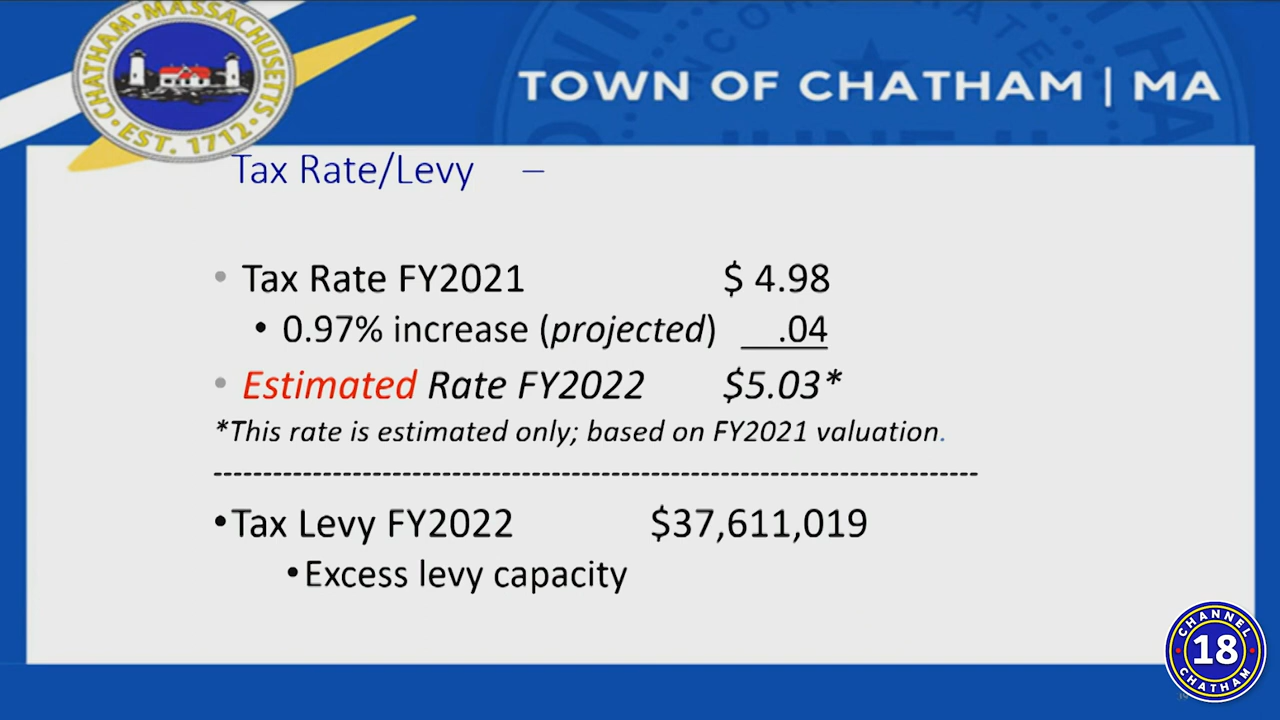 CHATHAM • MASSACHUSETTS
• EST. 1712 •
TOWN OF CHATHAM | MA
Tax Rate/Levy –
• Tax Rate FY2021 $ 4.98
• 0.97% increase (projected) .04
• Estimated Rate FY2022 $5.03*
*This rate is estimated only; based on FY2021 valuation.
-------------------------------------------------------------------------------
•Tax Levy FY2022 $37,611,019
•Excess levy capacity
CHANNEL
18
CHATHAM